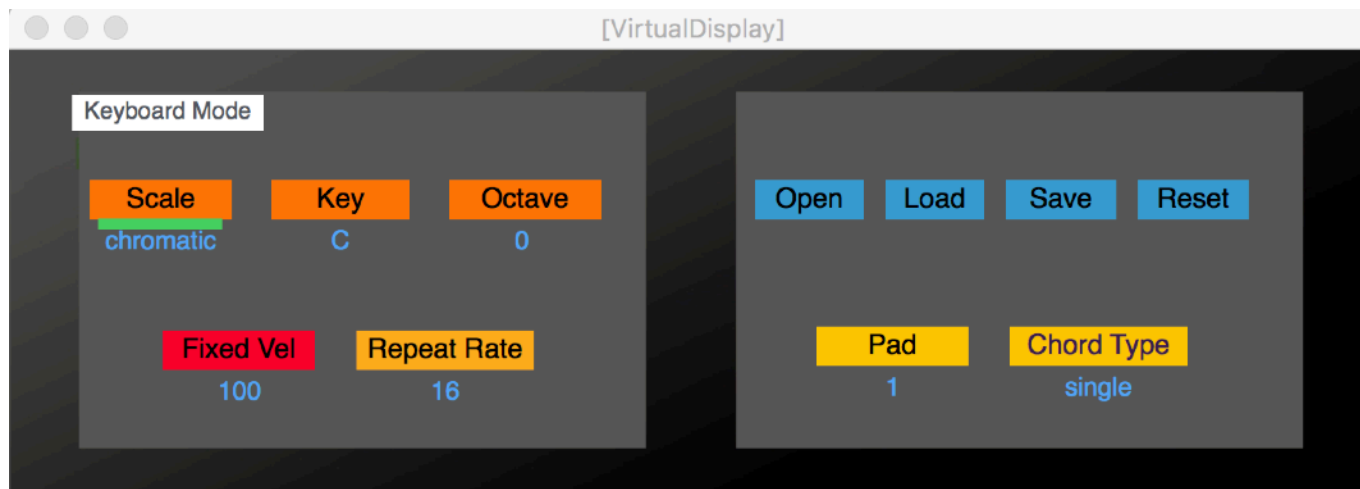 [VirtualDisplay]
Keyboard Mode
Scale Key Octave
chromatic C 0
Fixed Vel Repeat Rate
100 16
Open Load Save Reset
Pad Chord Type
1 single